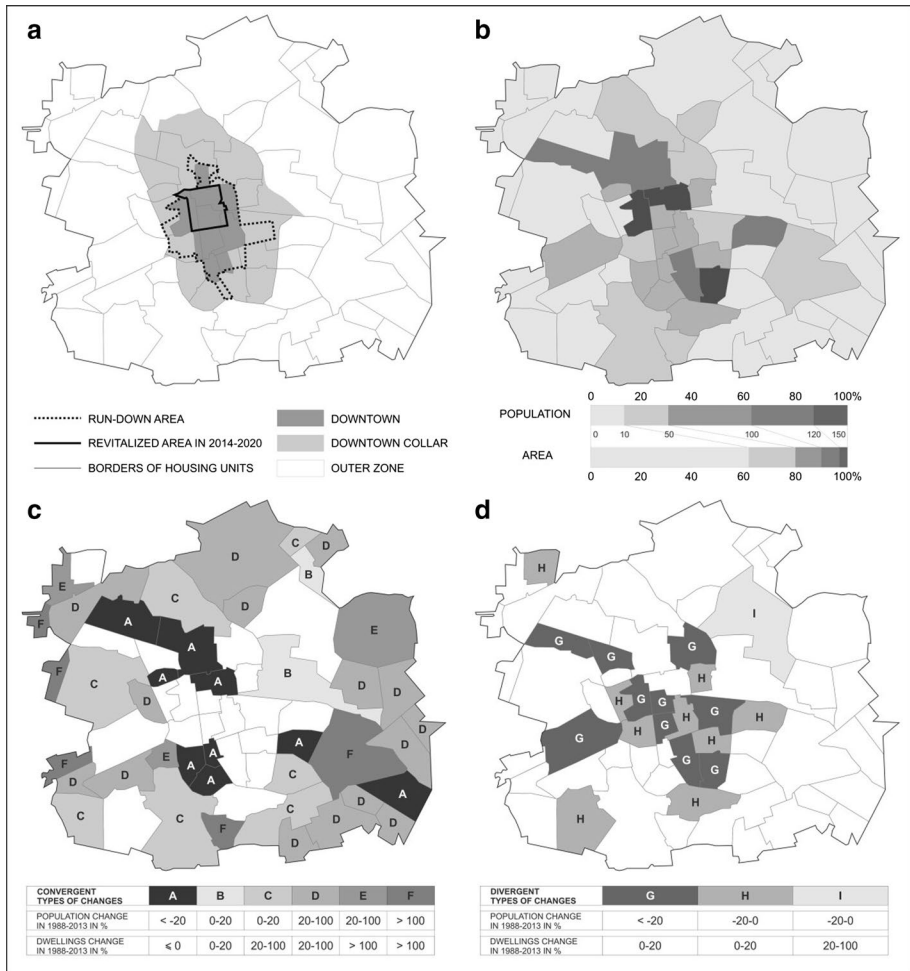 a
b
RUN-DOWN AREA
REVITALIZED AREA IN 2014-2020
BORDERS OF HOUSING UNITS
DOWNTOWN
DOWNTOWN COLLAR
OUTER ZONE
0 20 40 60 80 100%
POPULATION
0 10 50 100 120 150
AREA
0 20 40 60 80 100%
c
C D
D B
E C
D D
F A E
A
F B
C A A D D
D D
A F D
F E A
D D A C A
C C C D
F D D D
d
H
I
G G G
H
H G G H
G H G H
G H
G G
H H
CONVERGENT TYPES OF CHANGES A B C D E F
POPULATION CHANGE IN 1988-2013 IN % < -20 0-20 0-20 20-100 20-100 > 100
DWELLINGS CHANGE IN 1988-2013 IN % ⩽ 0 0-20 20-100 20-100 > 100 > 100
DIVERGENT TYPES OF CHANGES G H I
POPULATION CHANGE IN 1988-2013 IN % < -20 -20-0 -20-0
DWELLINGS CHANGE IN 1988-2013 IN % 0-20 0-20 20-100